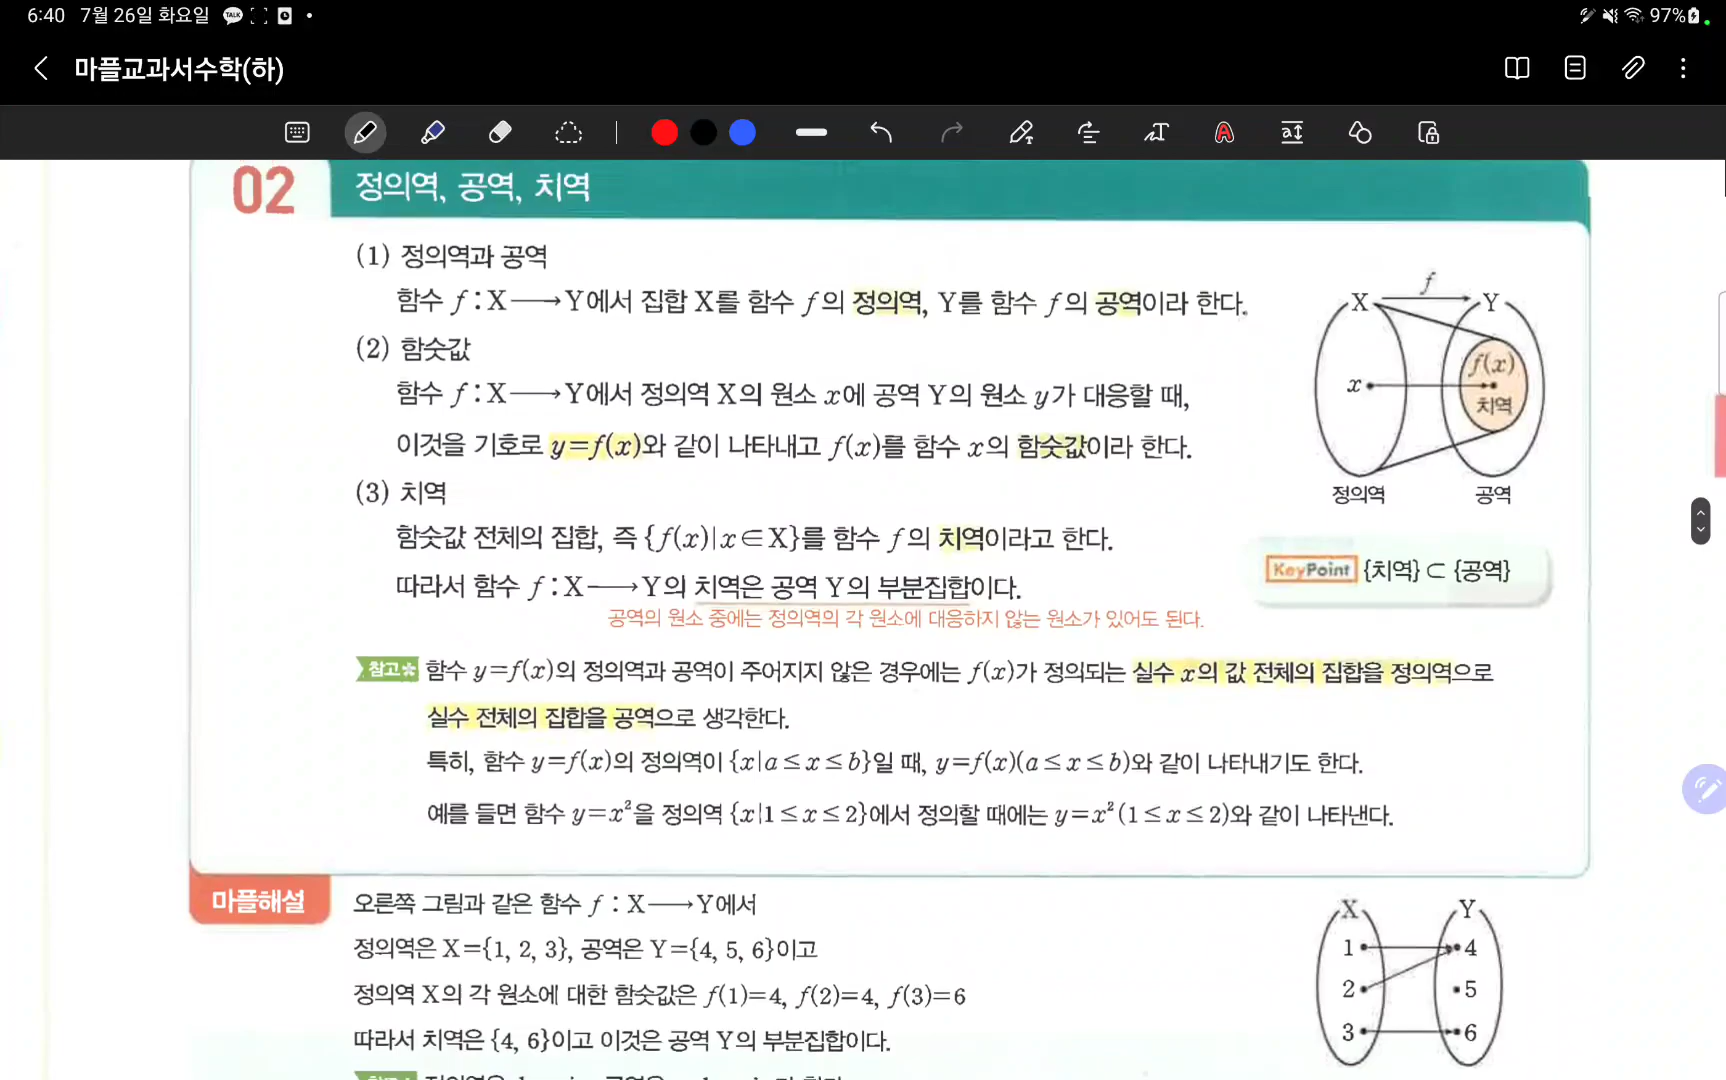 6:40 7월 26일 화요일 TALK 97%
마플교과서수학(하)
02 정의역, 공역, 치역
(1) 정의역과 공역
함수 f : X → Y에서 집합 X를 함수 f의 정의역, Y를 함수 f의 공역이라 한다.
(2) 함숫값
함수 f : X → Y에서 정의역 X의 원소 x에 공역 Y의 원소 y가 대응할 때,
이것을 기호로 y=f(x)와 같이 나타내고 f(x)를 함수 x의 함숫값이라 한다.
(3) 치역
함숫값 전체의 집합, 즉 {f(x)|x∈X}를 함수 f의 치역이라고 한다.
따라서 함수 f : X → Y의 치역은 공역 Y의 부분집합이다.
공역의 원소 중에는 정의역의 각 원소에 대응하지 않는 원소가 있어도 된다.
f
X Y
f(x)
x
치역
정의역 공역
KeyPoint {치역} ⊂ {공역}
참고 함수 y=f(x)의 정의역과 공역이 주어지지 않은 경우에는 f(x)가 정의되는 실수 x의 값 전체의 집합을 정의역으로
실수 전체의 집합을 공역으로 생각한다.
특히, 함수 y=f(x)의 정의역이 {x|a≤x≤b}일 때, y=f(x)(a≤x≤b)와 같이 나타내기도 한다.
예를 들면 함수 y=x²을 정의역 {x|1≤x≤2}에서 정의할 때에는 y=x²(1≤x≤2)와 같이 나타낸다.
마플해설 오른쪽 그림과 같은 함수 f : X → Y에서
정의역은 X={1, 2, 3}, 공역은 Y={4, 5, 6}이고
정의역 X의 각 원소에 대한 함숫값은 f(1)=4, f(2)=4, f(3)=6
따라서 치역은 {4, 6}이고 이것은 공역 Y의 부분집합이다.
X Y
1 4
2 5
3 6